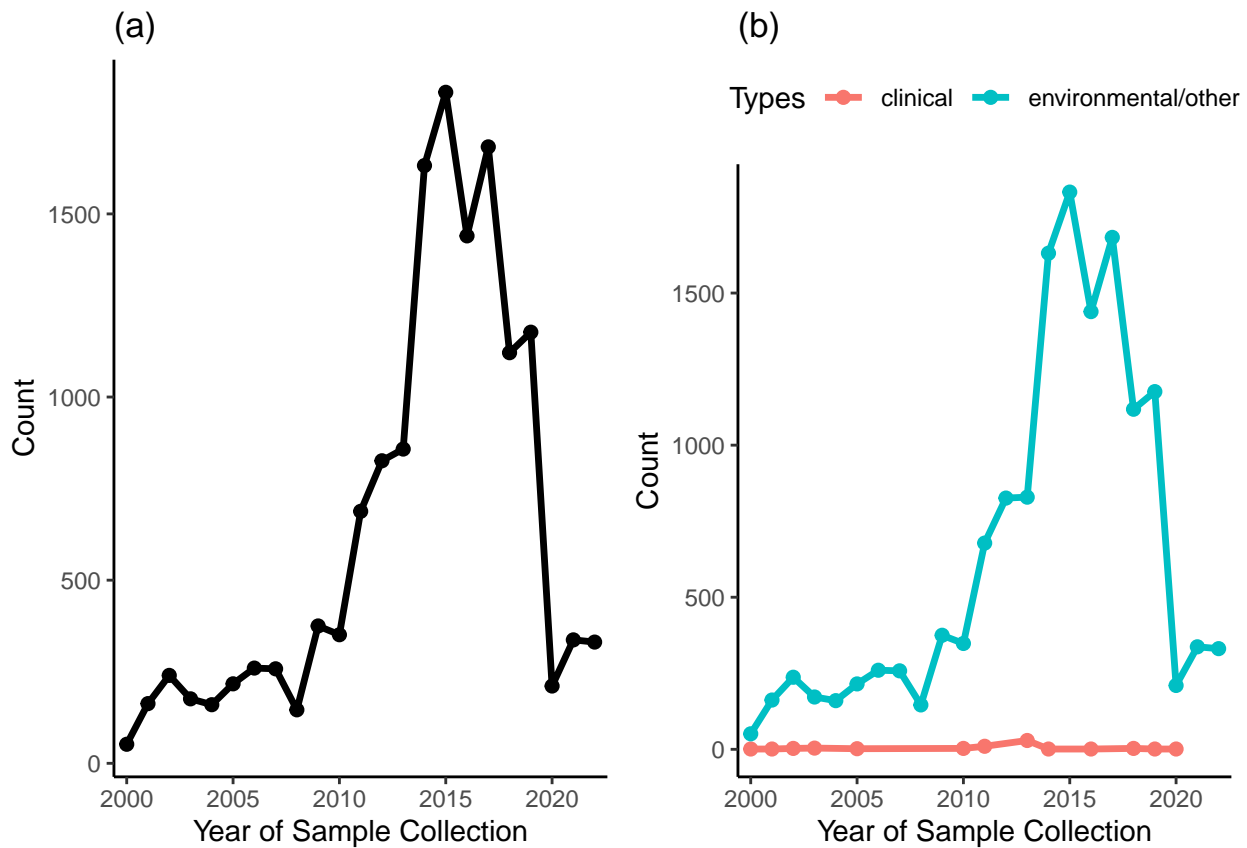 (a)
1500
1000
500
0
Count
2000 2005 2010 2015 2020
Year of Sample Collection
(b)
Types clinical environmental/other
1500
1000
500
0
Count
2000 2005 2010 2015 2020
Year of Sample Collection